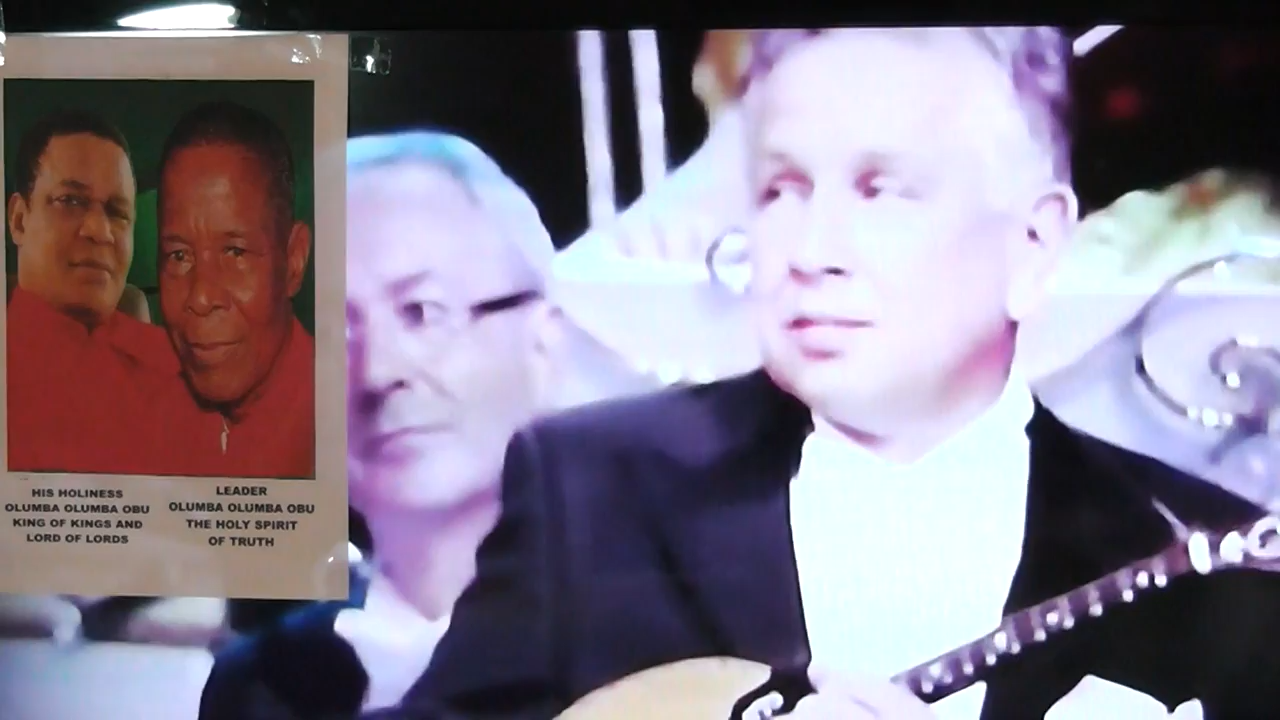 HIS HOLINESS
OLUMBA OLUMBA OBU
KING OF KINGS AND
LORD OF LORDS
LEADER
OLUMBA OLUMBA OBU
THE HOLY SPIRIT
OF TRUTH